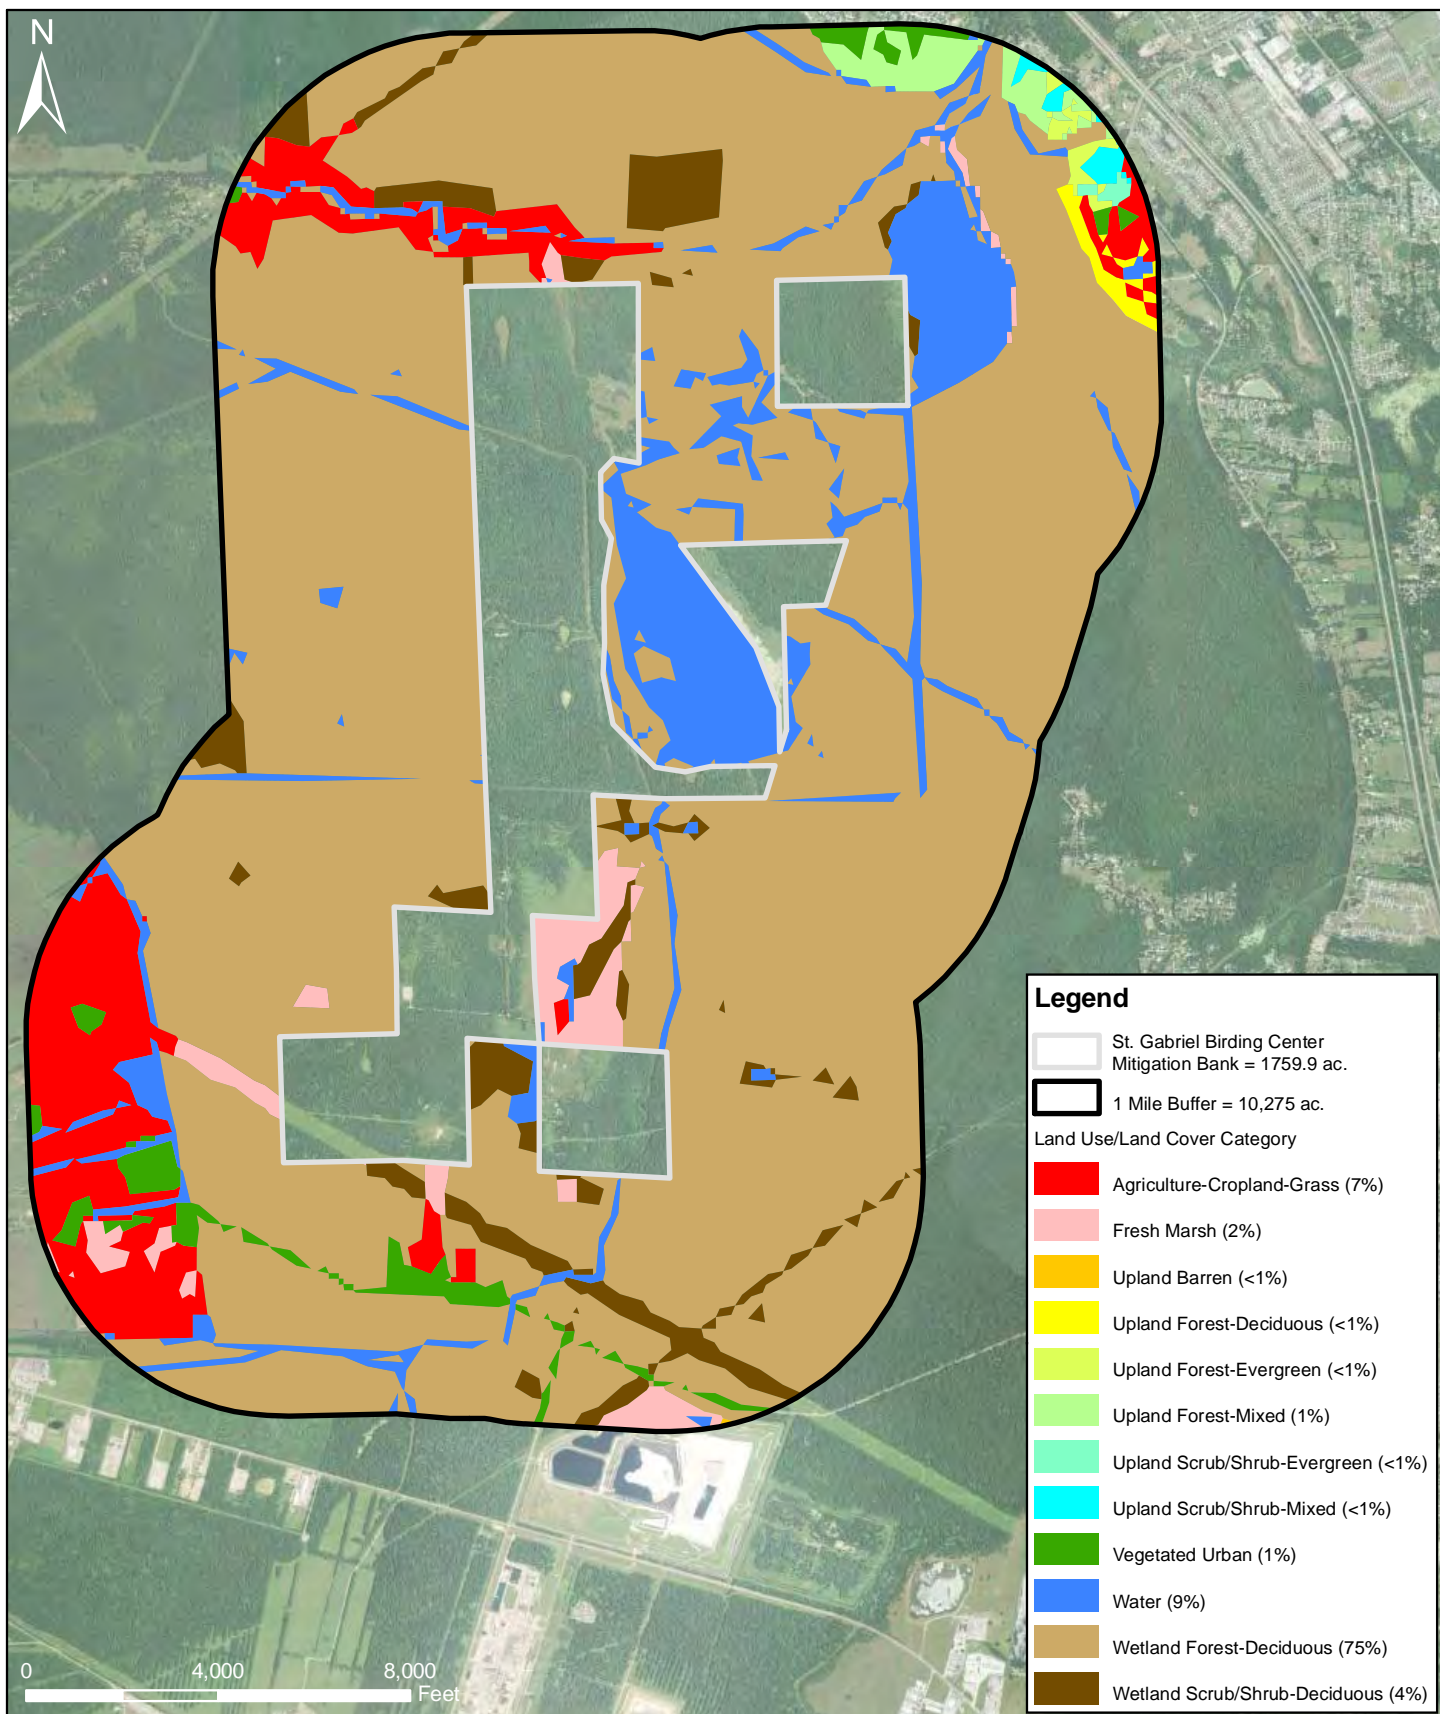 N
Legend
St. Gabriel Birding Center
Mitigation Bank = 1759.9 ac.
1 Mile Buffer = 10,275 ac.
Land Use/Land Cover Category
Agriculture-Cropland-Grass (7%)
Fresh Marsh (2%)
Upland Barren (<1%)
Upland Forest-Deciduous (<1%)
Upland Forest-Evergreen (<1%)
Upland Forest-Mixed (1%)
Upland Scrub/Shrub-Evergreen (<1%)
Upland Scrub/Shrub-Mixed (<1%)
Vegetated Urban (1%)
Water (9%)
Wetland Forest-Deciduous (75%)
Wetland Scrub/Shrub-Deciduous (4%)
0 4,000 8,000
Feet